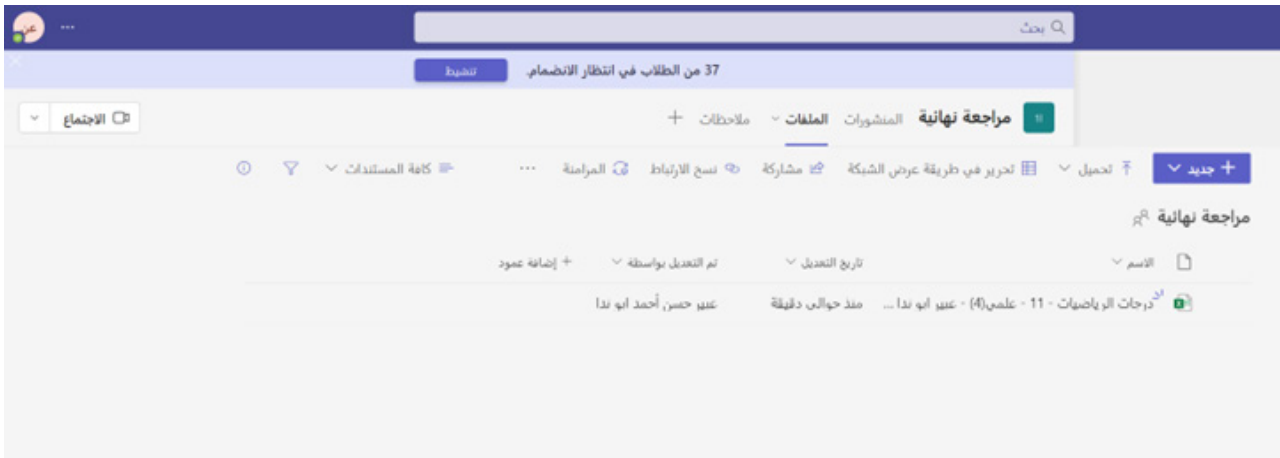 بحث
عن
37 من الطلاب في انتظار الانضمام. تنشيط
مراجعة نهائية المنشورات الملفات ملاحظات الاجتماع
جديد تحميل تحرير في طريقة عرض الشبكة مشاركة نسخ الارتباط المزامنة ... كافة المستندات
مراجعة نهائية
الاسم تاريخ التعديل تم التعديل بواسطة إضافة عمود
درجات الرياضيات - 11 - علمي(4) - عبير ابو ندا ... منذ حوالي دقيقة عبير حسن أحمد ابو ندا